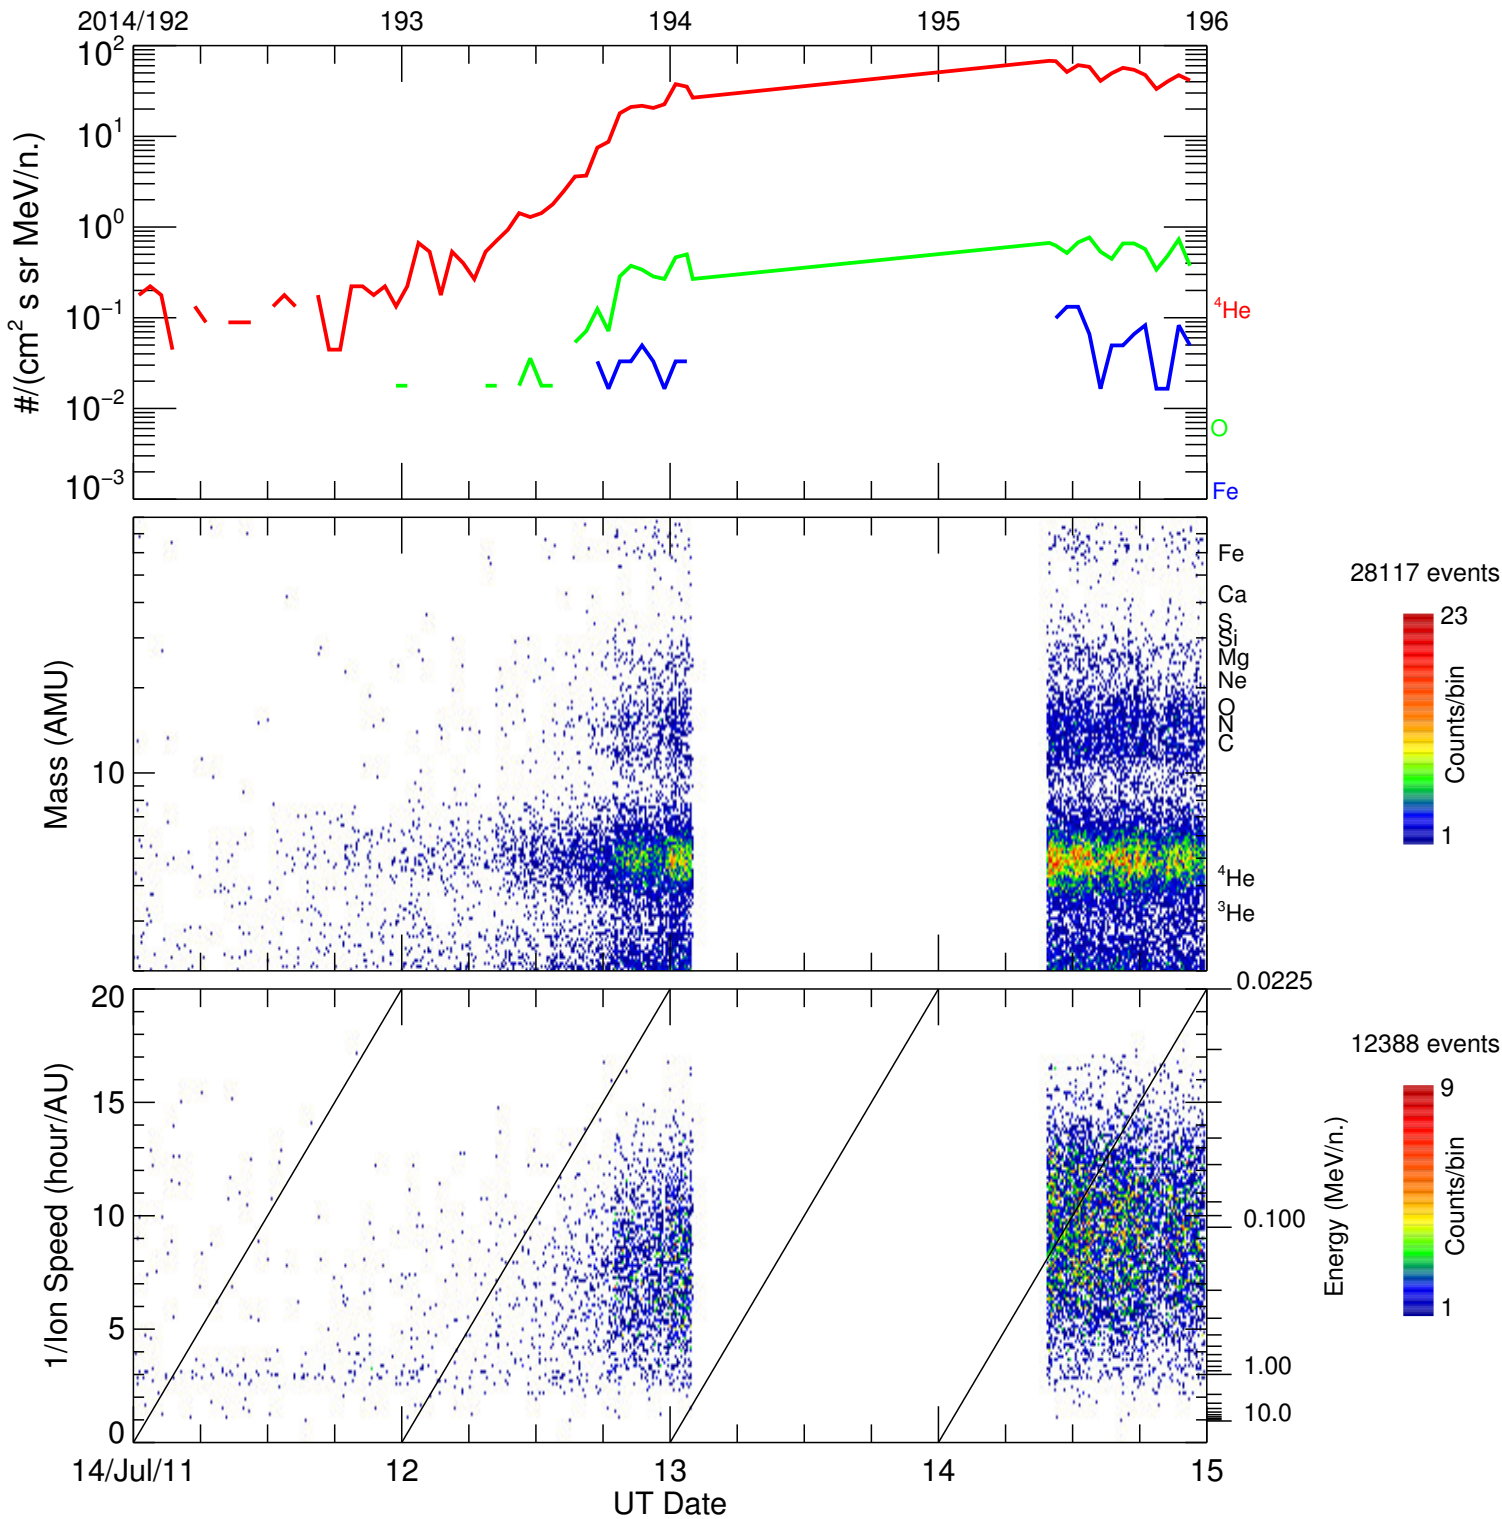 2014/192 193 194 195 196
10²
10¹
10⁰
10⁻¹
10⁻²
10⁻³
#/(cm² s sr MeV/n.)
⁴He
O
Fe
Mass (AMU)
10
Fe
Ca
S
Si
Mg
Ne
O
N
C
⁴He
³He
28117 events
23
Counts/bin
1
1/Ion Speed (hour/AU)
20
15
10
5
0
0.0225
0.100
1.00
10.0
Energy (MeV/n.)
12388 events
9
Counts/bin
1
14/Jul/11 12 13 14 15
UT Date